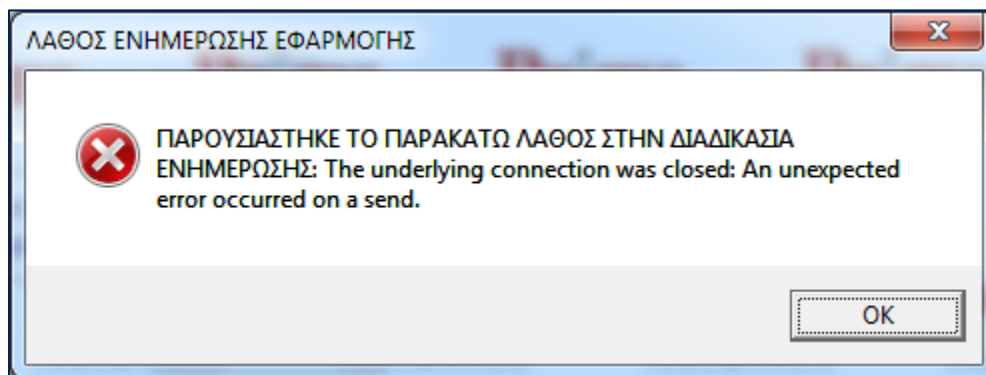 ΛΑΘΟΣ ΕΝΗΜΕΡΩΣΗΣ ΕΦΑΡΜΟΓΗΣ
ΠΑΡΟΥΣΙΑΣΤΗΚΕ ΤΟ ΠΑΡΑΚΑΤΩ ΛΑΘΟΣ ΣΤΗΝ ΔΙΑΔΙΚΑΣΙΑ
ΕΝΗΜΕΡΩΣΗΣ: The underlying connection was closed: An unexpected
error occurred on a send.
OK